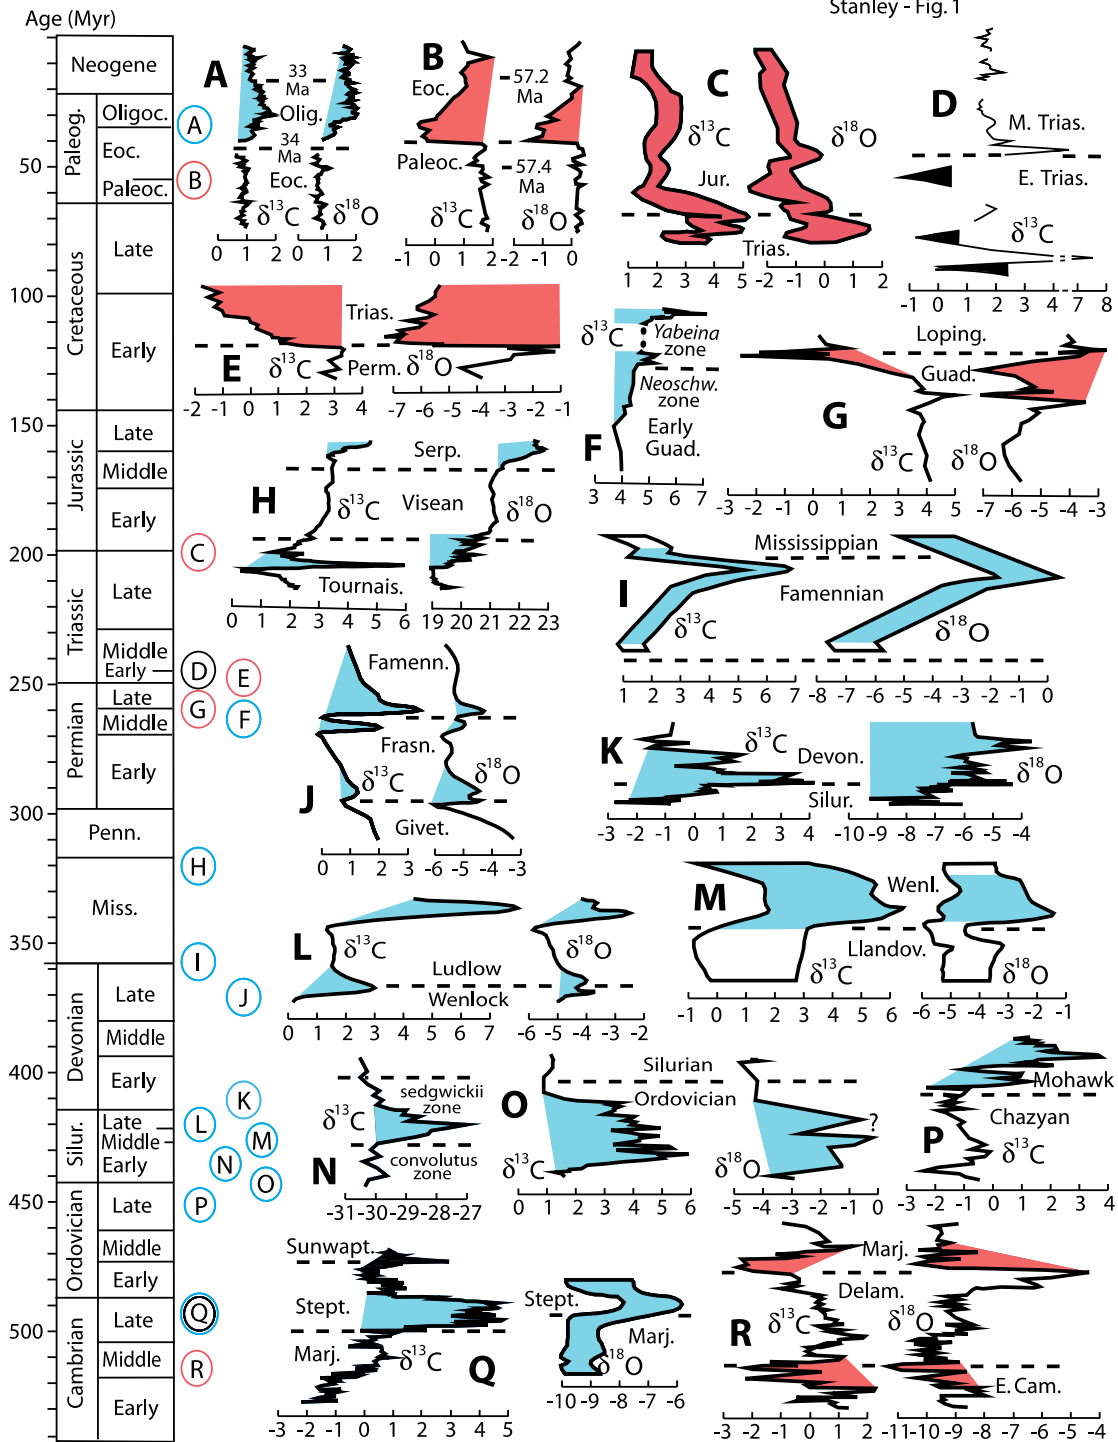 Stanley - Fig. 1
Age (Myr)
50
100
150
200
250
300
350
400
450
500
Paleog.
Cretaceous
Jurassic
Triassic
Permian
Devonian
Silur.
Ordovician
Cambrian
Neogene
Oligoc.
Eoc.
Paleoc.
Late
Early
Late
Middle
Early
Late
Middle
Early
Late
Middle
Early
Penn.
Miss.
Late
Middle
Early
Late
Middle
Early
Late
Middle
Early
Late
Middle
Early
A
B
C
D
E
G
F
H
I
J
K
L
M
N
O
P
Q
R
A
33
Ma
Olig.
34
Ma
Eoc.
δ13C
δ18O
0 1 2 0 1 2
B
Eoc.
57.2
Ma
Paleoc.
57.4
Ma
δ13C
δ18O
-1 0 1 2 -2 -1 0
C
δ13C
δ18O
Jur.
Trias.
1 2 3 4 5 -2 -1 0 1 2
D
M. Trias.
E. Trias.
δ13C
-1 0 1 2 3 4 7 8
E
Trias.
δ13C
Perm.
δ18O
-2 -1 0 1 2 3 4 -7 -6 -5 -4 -3 -2 -1
F
δ13C
Yabeina
zone
Neoschw.
zone
Early
Guad.
3 4 5 6 7
G
Loping.
Guad.
δ13C
δ18O
-3 -2 -1 0 1 2 3 4 5 -7 -6 -5 -4 -3
H
Serp.
δ13C
Visean
δ18O
Tournais.
0 1 2 3 4 5 6 19 20 21 22 23
I
Mississippian
Famennian
δ13C
δ18O
1 2 3 4 5 6 7 -8 -7 -6 -5 -4 -3 -2 -1 0
J
Famenn.
Frasn.
δ13C
δ18O
Givet.
0 1 2 3 -6 -5 -4 -3
K
δ13C
Devon.
δ18O
Silur.
-3 -2 -1 0 1 2 3 4 -10 -9 -8 -7 -6 -5 -4
L
δ13C
δ18O
Ludlow
Wenlock
0 1 2 3 4 5 6 7 -6 -5 -4 -3 -2
M
Wenl.
Llandov.
δ13C
δ18O
-1 0 1 2 3 4 5 6 -6 -5 -4 -3 -2 -1
N
δ13C
sedgwickii
zone
convolutus
zone
-31 -30 -29 -28 -27
O
Silurian
Ordovician
?
δ13C
δ18O
0 1 2 3 4 5 6 -5 -4 -3 -2 -1 0
P
Mohawk
Chazyan
δ13C
-3 -2 -1 0 1 2 3 4
Q
Sunwapt.
Stept.
Marj.
δ13C
Stept.
Marj.
δ18O
-3 -2 -1 0 1 2 3 4 5 -10 -9 -8 -7 -6
R
Marj.
Delam.
δ13C
δ18O
E. Cam.
-3 -2 -1 0 1 2 -11 -10 -9 -8 -7 -6 -5 -4